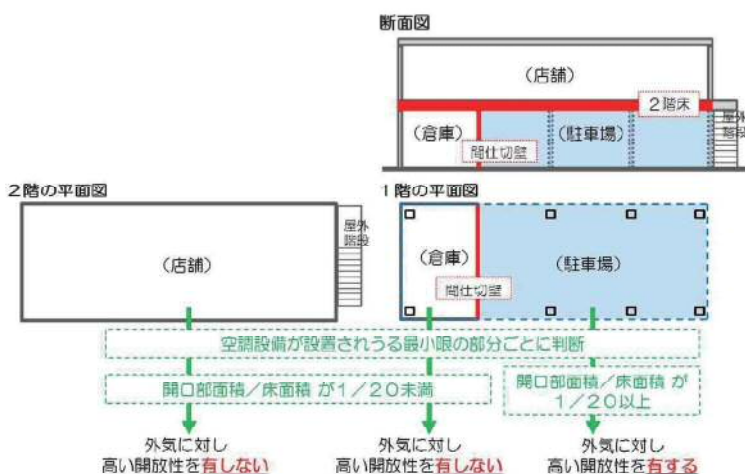 断面図
（店舗）
２階床
（倉庫）
（駐車場）
屋外
階段
間仕切壁
２階の平面図
１階の平面図
屋外
階段
（店舗）
（倉庫）
（駐車場）
間仕切壁
空調設備が設置されうる最小限の部分ごとに判断
開口部面積／床面積 が１／２０未満
開口部面積／床面積 が
１／２０以上
外気に対し
高い開放性を有しない
外気に対し
高い開放性を有しない
外気に対し
高い開放性を有する